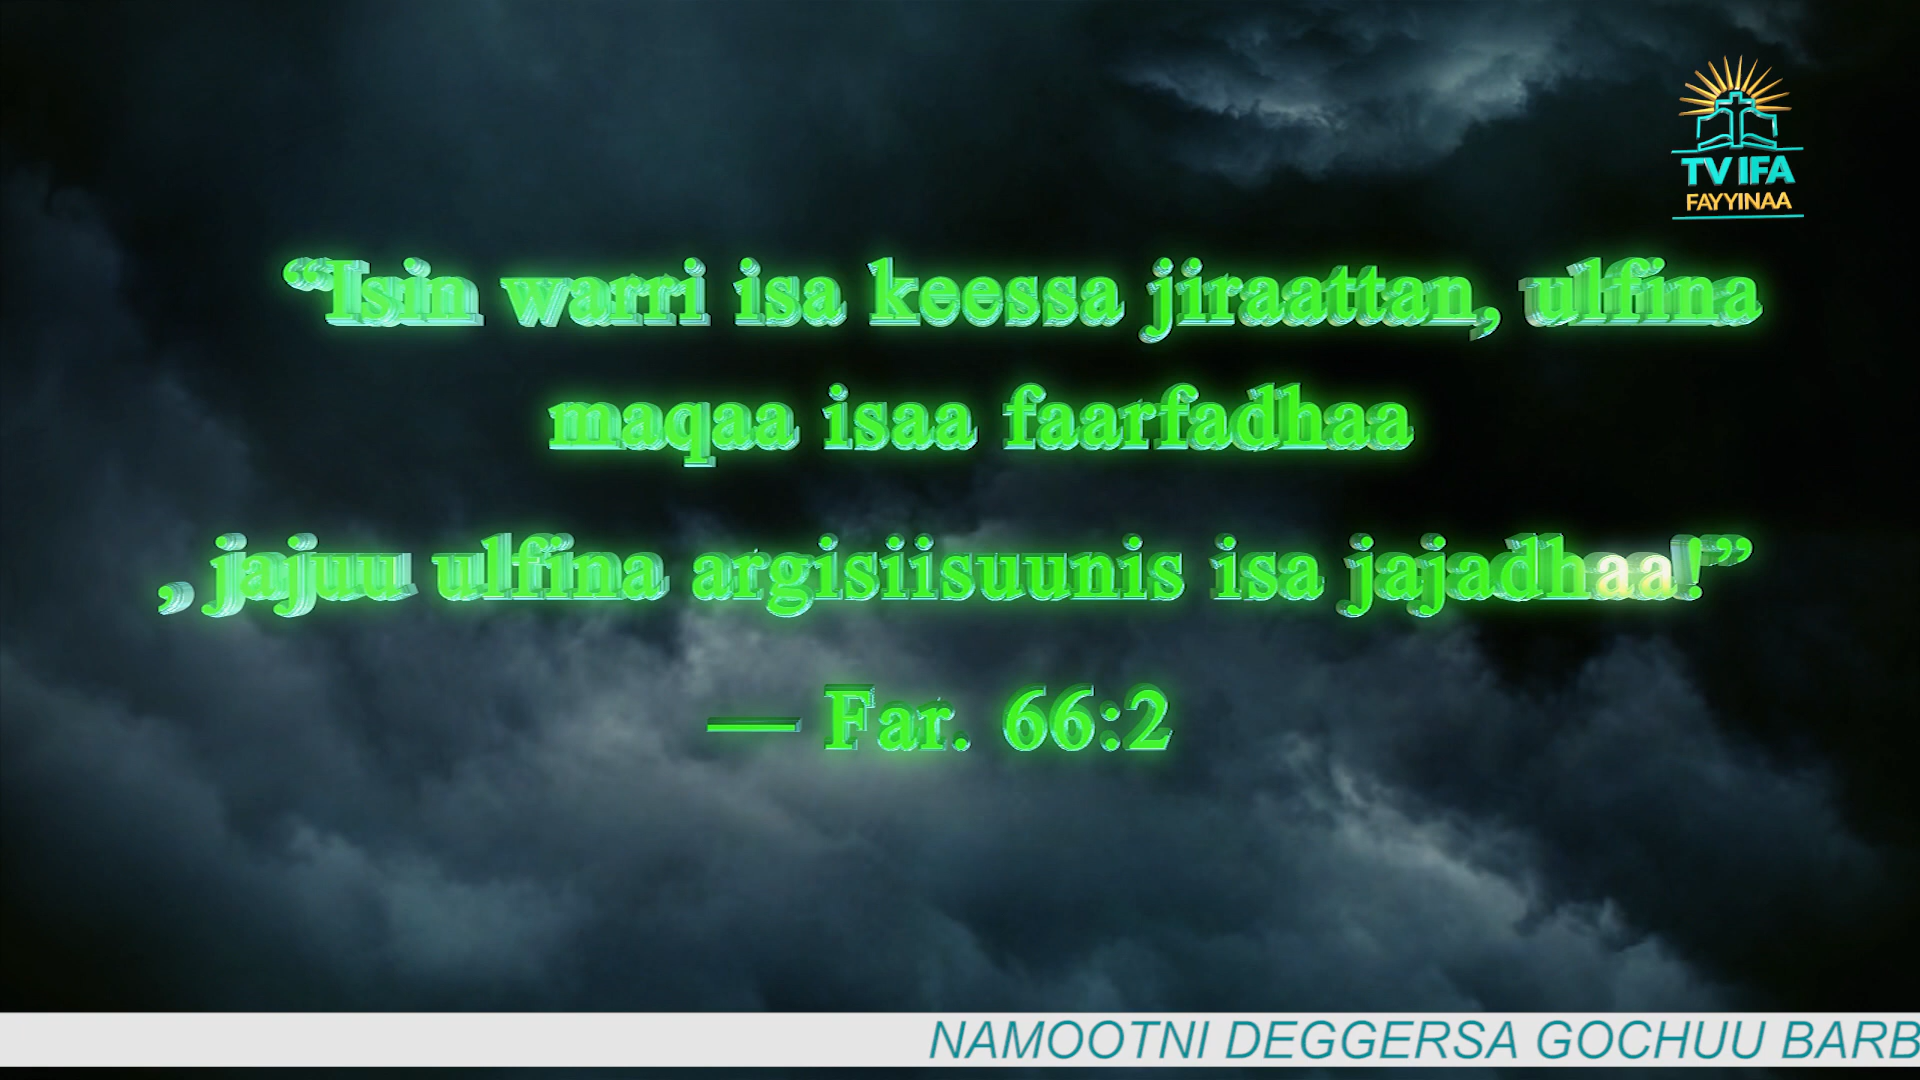 TV IFA
FAYYINAA
“Isin warri isa keessa jiraattan, ulfina
maqaa isaa faarfadhaa
, jajuu ulfina argisiisuunis isa jajadhaa!”
— Far. 66:2
NAMOOTNI DEGGERSA GOCHUU BARB